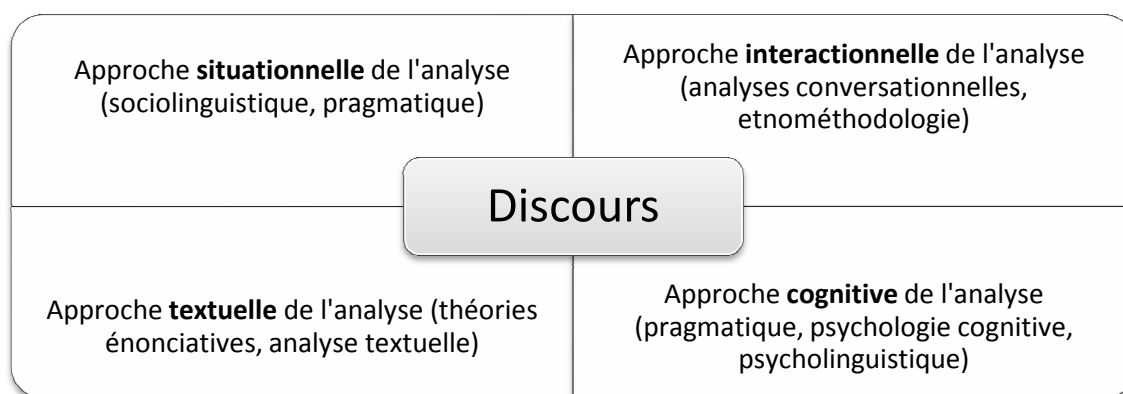 Approche situationnelle de l'analyse
(sociolinguistique, pragmatique)
Approche interactionnelle de l'analyse
(analyses conversationnelles,
etnométhodologie)
Discours
Approche textuelle de l'analyse (théories
énonciatives, analyse textuelle)
Approche cognitive de l'analyse
(pragmatique, psychologie cognitive,
psycholinguistique)